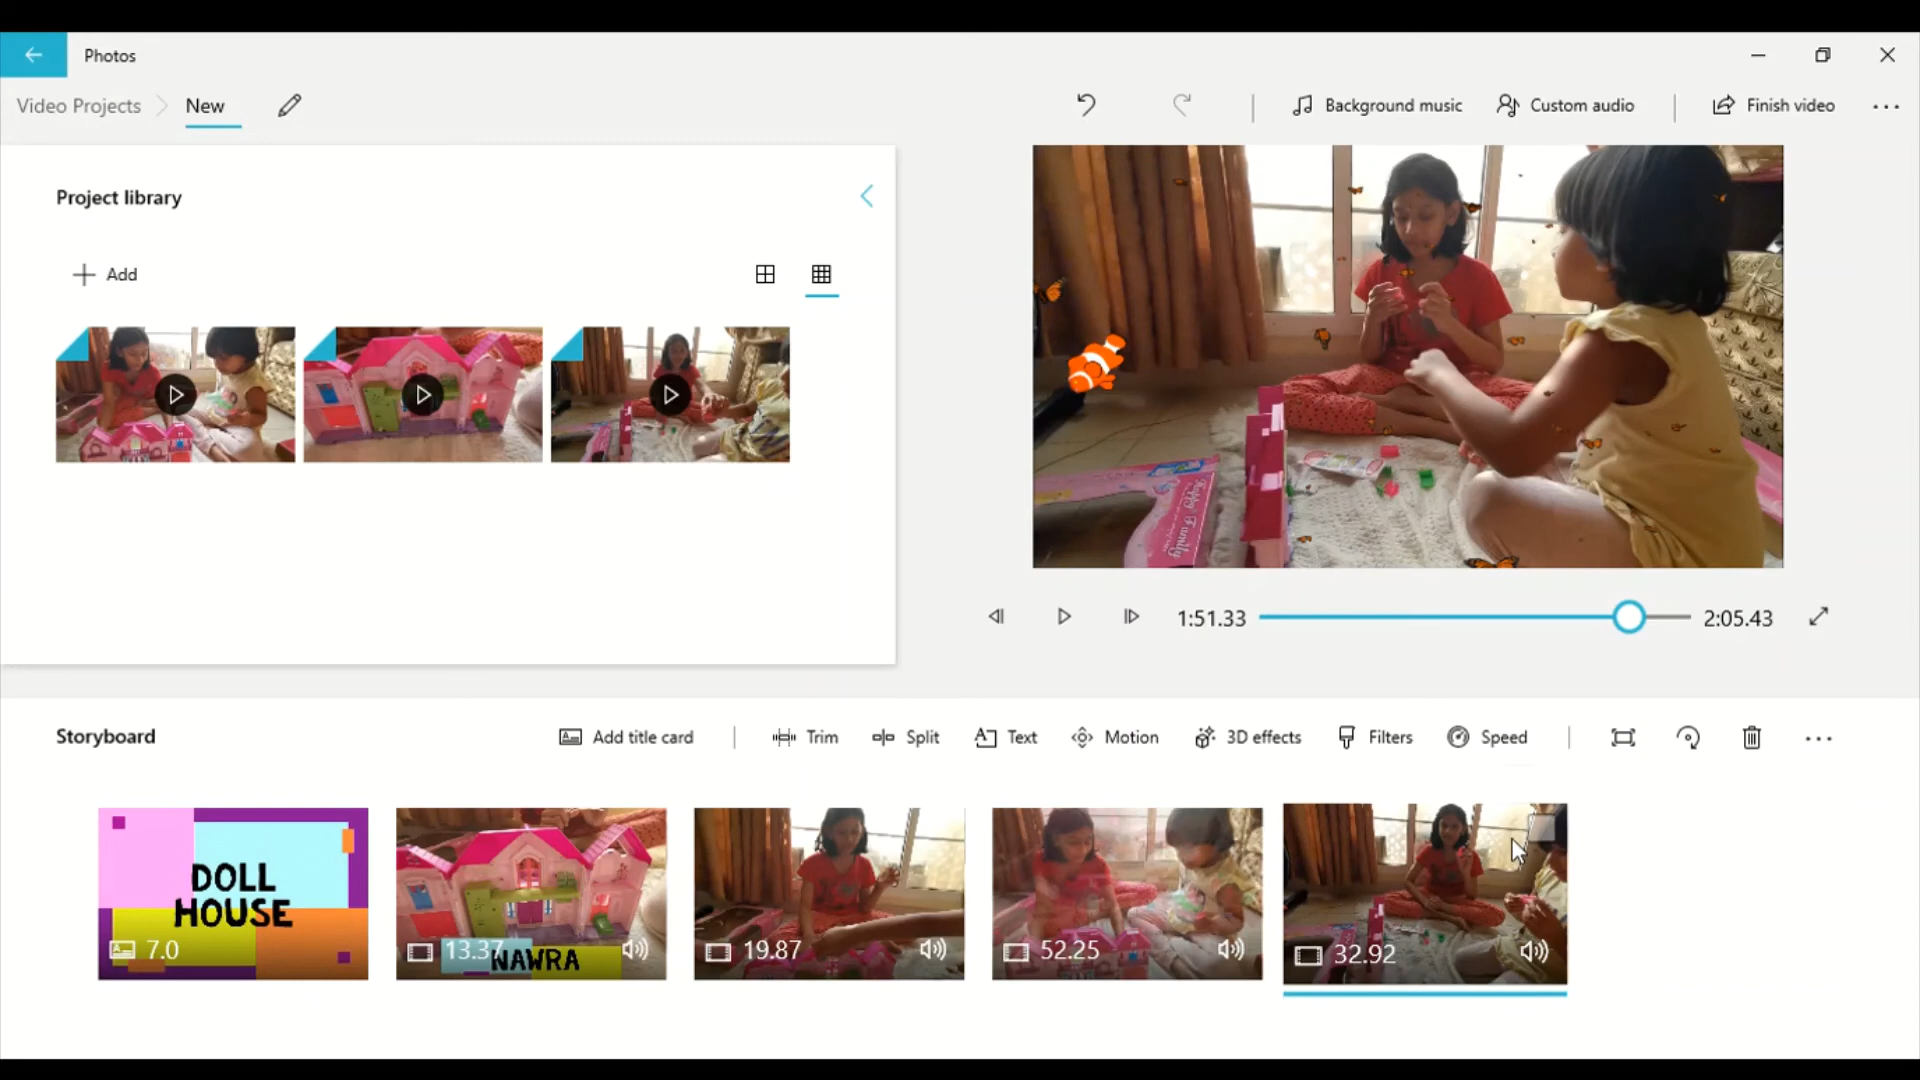 Photos
Video Projects New
Background music Custom audio Finish video
Project library
Add
Happy Family
1:51.33 2:05.43
Storyboard
Add title card Trim Split Text Motion 3D effects Filters Speed
DOLL
HOUSE
7.0 13.37 NAWRA 19.87 52.25 32.92